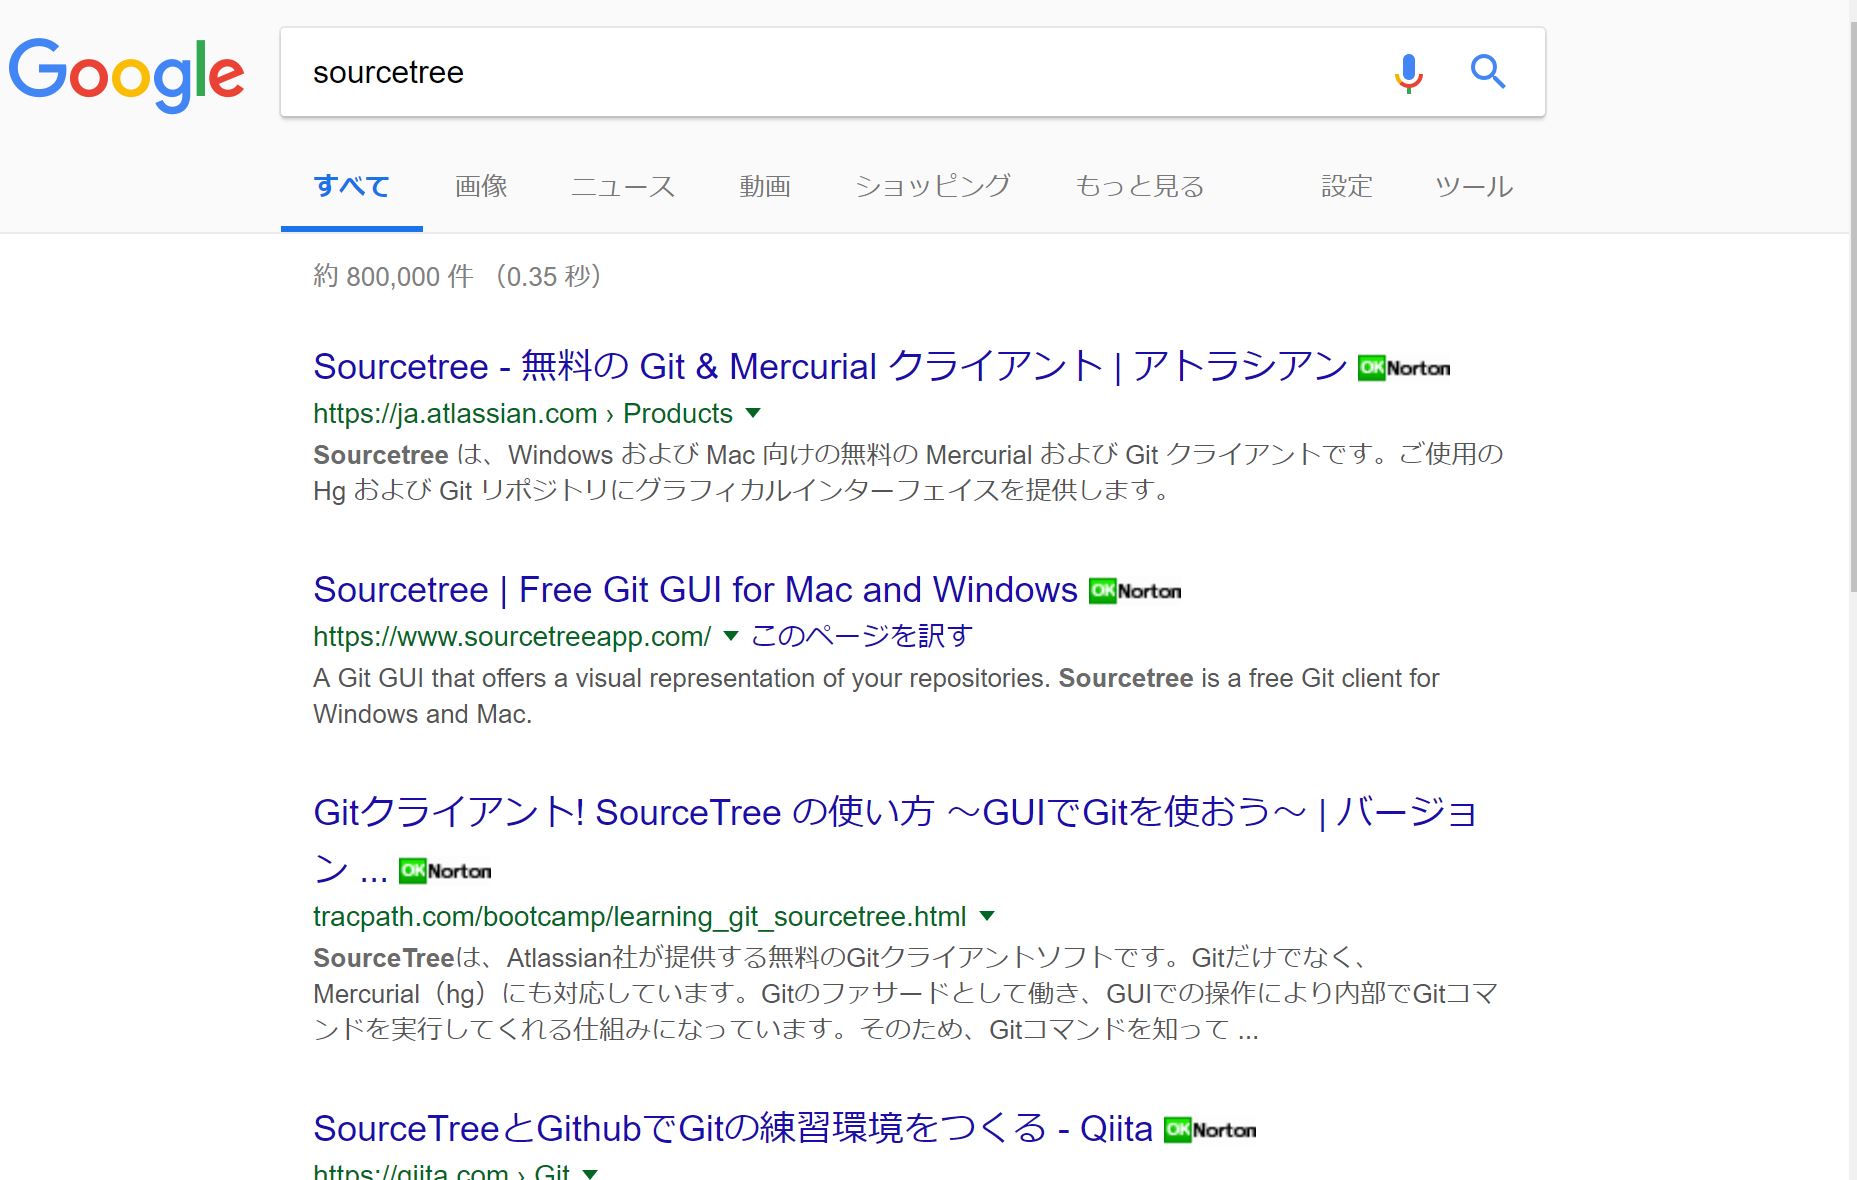 Google
sourcetree
すべて 画像 ニュース 動画 ショッピング もっと見る 設定 ツール
約 800,000 件 （0.35 秒）
Sourcetree - 無料の Git & Mercurial クライアント | アトラシアン OK Norton
https://ja.atlassian.com › Products
Sourcetree は、Windows および Mac 向けの無料の Mercurial および Git クライアントです。ご使用の
Hg および Git リポジトリにグラフィカルインターフェイスを提供します。
Sourcetree | Free Git GUI for Mac and Windows OK Norton
https://www.sourcetreeapp.com/ このページを訳す
A Git GUI that offers a visual representation of your repositories. Sourcetree is a free Git client for
Windows and Mac.
Gitクライアント! SourceTree の使い方 〜GUIでGitを使おう〜 | バージョ
ン ... OK Norton
tracpath.com/bootcamp/learning_git_sourcetree.html
SourceTreeは、Atlassian社が提供する無料のGitクライアントソフトです。Gitだけでなく、
Mercurial（hg）にも対応しています。Gitのファサードとして働き、GUIでの操作により内部でGitコマ
ンドを実行してくれる仕組みになっています。そのため、Gitコマンドを知って ...
SourceTreeとGithubでGitの練習環境をつくる - Qiita OK Norton
https://qiita.com › Git